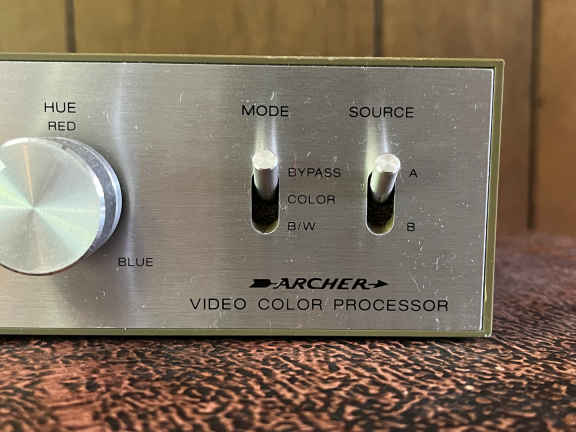 HUE
RED
BLUE
MODE
BYPASS
COLOR
B/W
SOURCE
A
B
ARCHER
VIDEO COLOR PROCESSOR